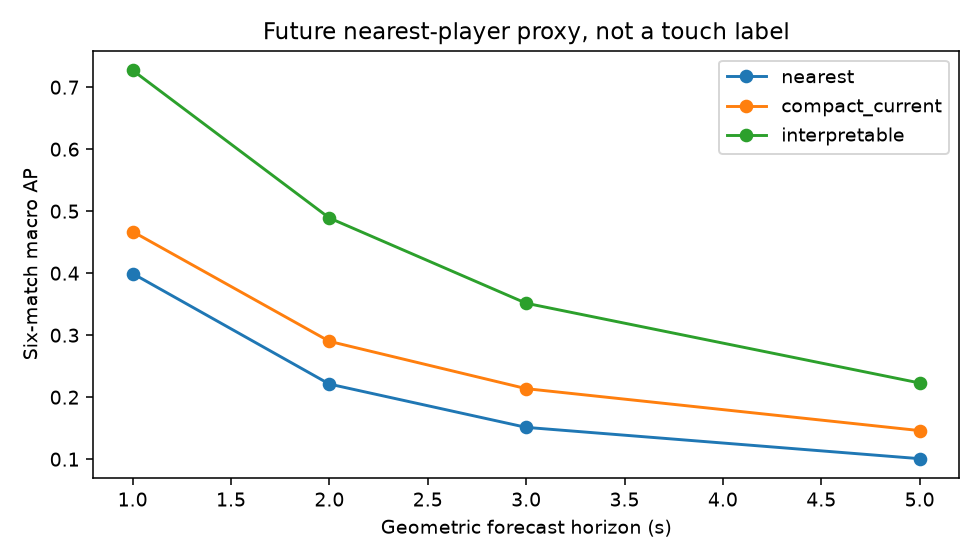 Future nearest-player proxy, not a touch label
nearest
compact_current
interpretable
Six-match macro AP
0.7
0.6
0.5
0.4
0.3
0.2
0.1
1.0 1.5 2.0 2.5 3.0 3.5 4.0 4.5 5.0
Geometric forecast horizon (s)